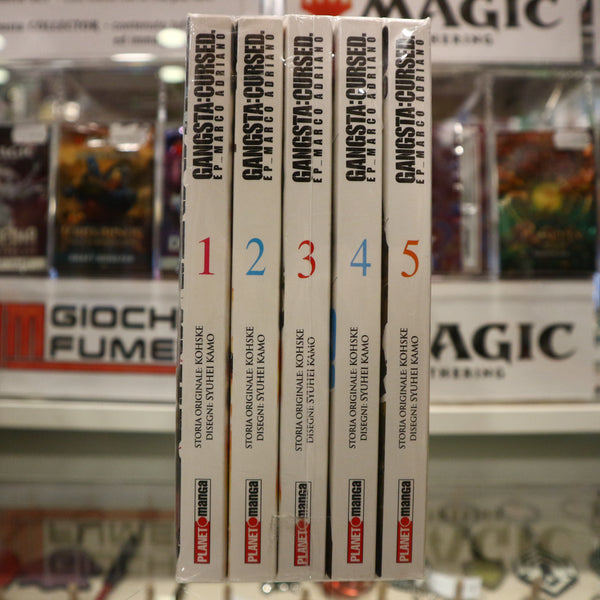 MAGIC
GATHERING
GANGSTA:CURSED.
EP_MARCO ADRIANO
1
STORIA ORIGINALE: KOHSKE
DISEGNI: SYUHEI KAMO
PLANET manga
GANGSTA:CURSED.
EP_MARCO ADRIANO
2
STORIA ORIGINALE: KOHSKE
DISEGNI: SYUHEI KAMO
PLANET manga
GANGSTA:CURSED.
EP_MARCO ADRIANO
3
STORIA ORIGINALE: KOHSKE
DISEGNI: SYUHEI KAMO
PLANET manga
GANGSTA:CURSED.
EP_MARCO ADRIANO
4
STORIA ORIGINALE: KOHSKE
DISEGNI: SYUHEI KAMO
PLANET manga
GANGSTA:CURSED.
EP_MARCO ADRIANO
5
STORIA ORIGINALE: KOHSKE
DISEGNI: SYUHEI KAMO
PLANET manga
MAGIC
GIOCH
FUME
AGIC
THERING